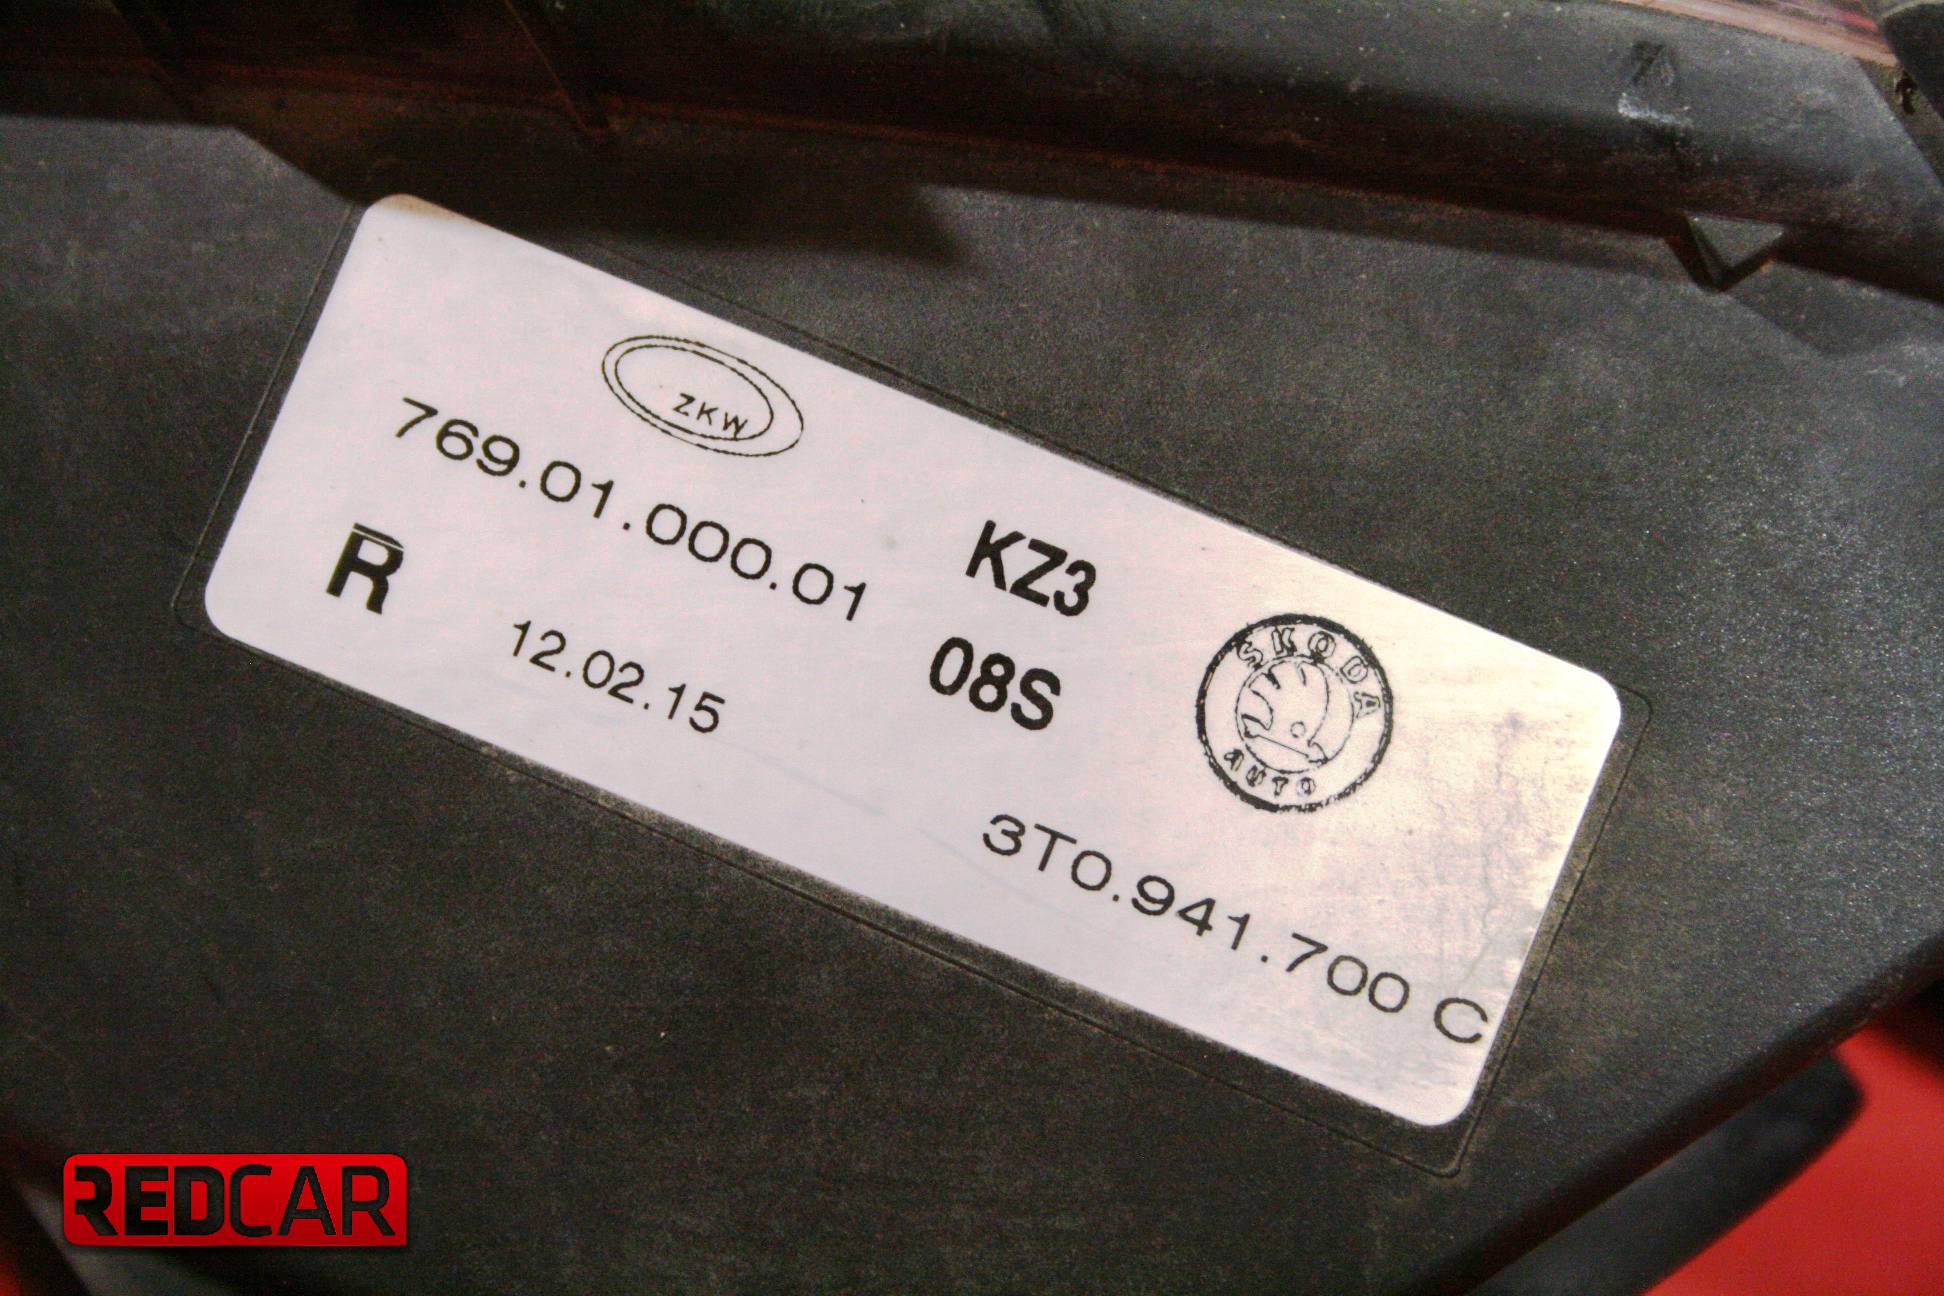 ZKW
769.01.000.01
KZ3
R
12.02.15
08S
SKODA
AUTO
3T0.941.700 C
REDCAR